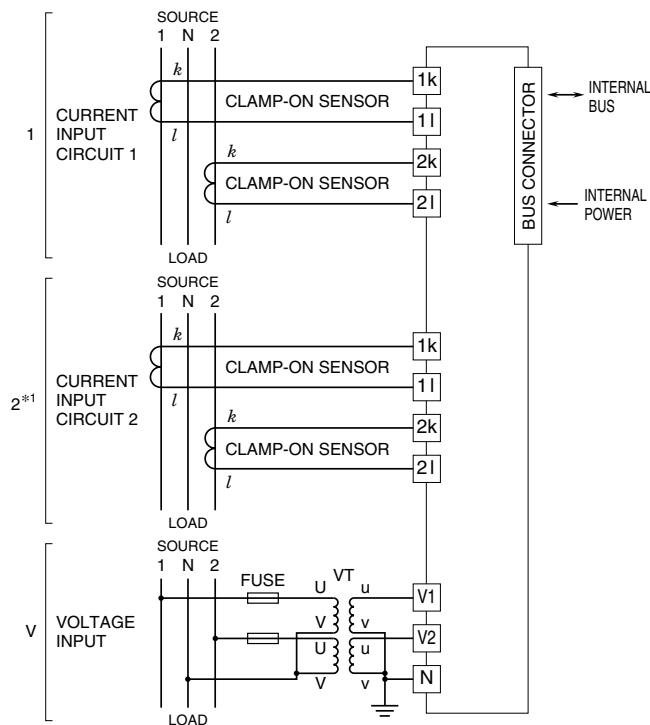 SOURCE
1 N 2
k
CLAMP-ON SENSOR
l
1k
1l
k
CLAMP-ON SENSOR
l
2k
2l
1
CURRENT
INPUT
CIRCUIT 1
LOAD
BUS CONNECTOR
INTERNAL
BUS
INTERNAL
POWER
SOURCE
1 N 2
k
CLAMP-ON SENSOR
l
1k
1l
k
CLAMP-ON SENSOR
l
2k
2l
2*1
CURRENT
INPUT
CIRCUIT 2
LOAD
SOURCE
1 N 2
FUSE
VT
U u
V v
U u
V v
V1
V2
N
V
VOLTAGE
INPUT
LOAD